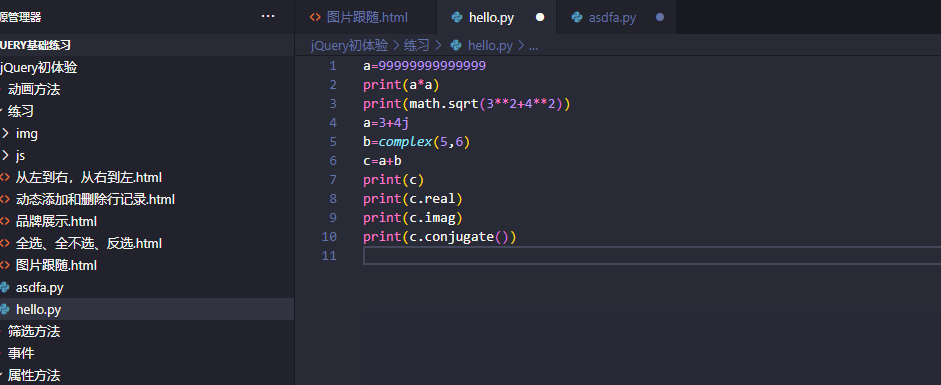 源管理器
···
UERY基础练习
jQuery初体验
动画方法
练习
img
js
从左到右，从右到左.html
动态添加和删除行记录.html
品牌展示.html
全选、全不选、反选.html
图片跟随.html
asdfa.py
hello.py
筛选方法
事件
属性方法
图片跟随.html hello.py asdfa.py
jQuery初体验 > 练习 > hello.py > ...
1 a=99999999999999
2 print(a*a)
3 print(math.sqrt(3**2+4**2))
4 a=3+4j
5 b=complex(5,6)
6 c=a+b
7 print(c)
8 print(c.real)
9 print(c.imag)
10 print(c.conjugate())
11